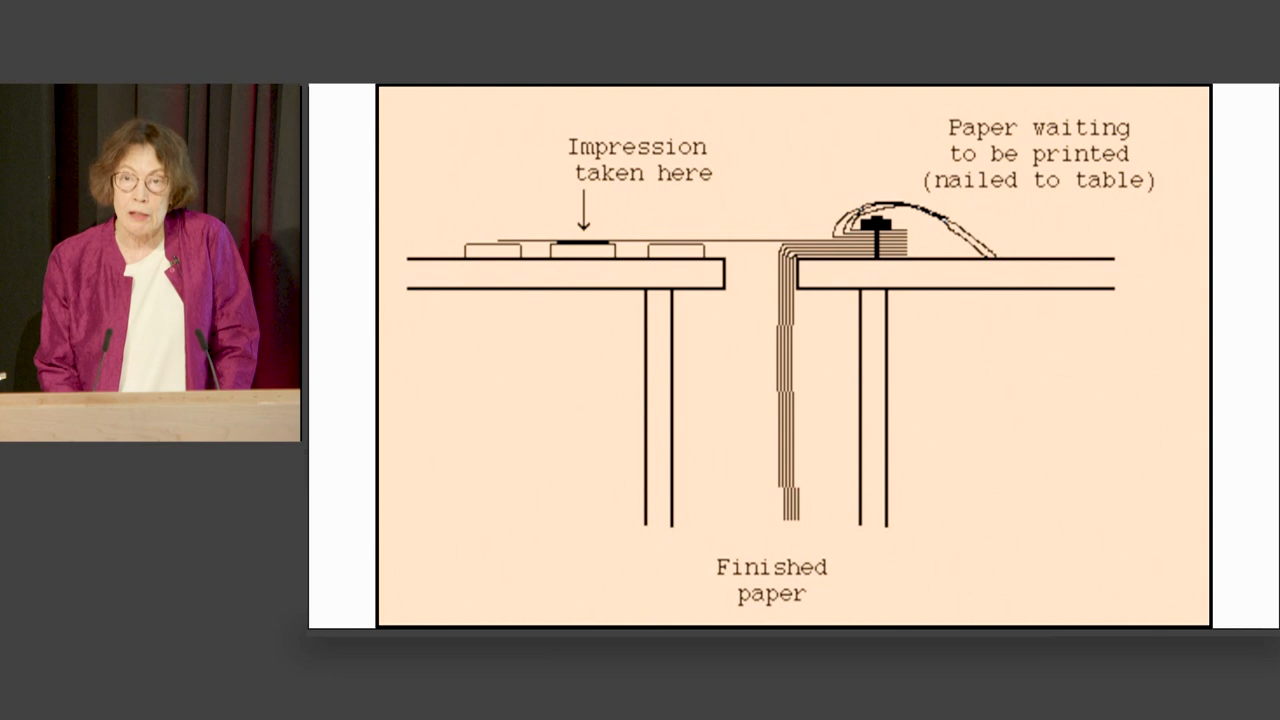 Impression
taken here
Paper waiting
to be printed
(nailed to table)
Finished
paper